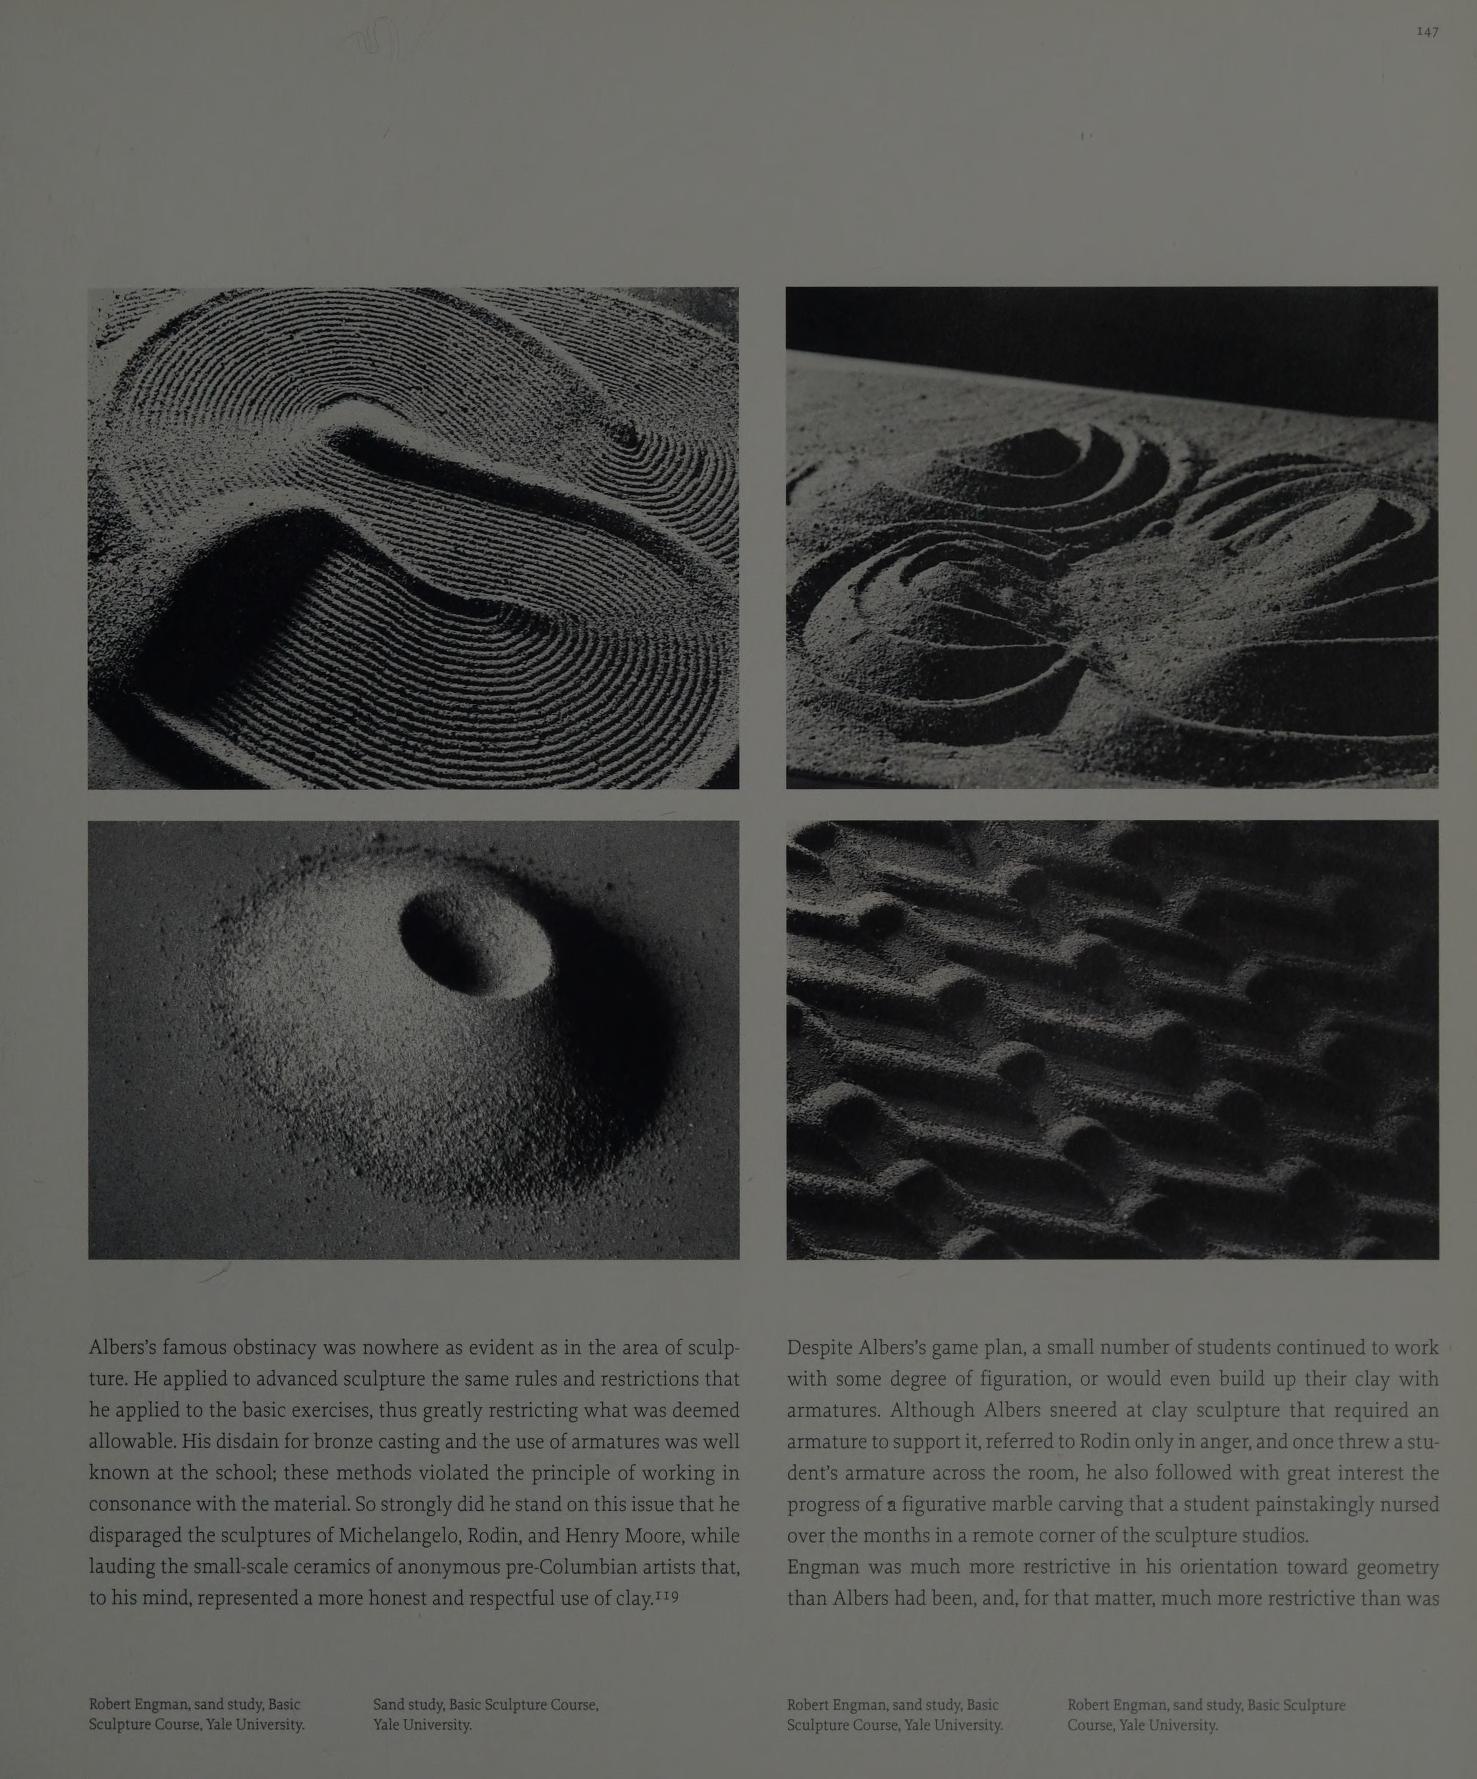 147
Albers's famous obstinacy was nowhere as evident as in the area of sculp-
ture. He applied to advanced sculpture the same rules and restrictions that
he applied to the basic exercises, thus greatly restricting what was deemed
allowable. His disdain for bronze casting and the use of armatures was well
known at the school; these methods violated the principle of working in
consonance with the material. So strongly did he stand on this issue that he
disparaged the sculptures of Michelangelo, Rodin, and Henry Moore, while
lauding the small-scale ceramics of anonymous pre-Columbian artists that,
to his mind, represented a more honest and respectful use of clay.119
Despite Albers's game plan, a small number of students continued to work
with some degree of figuration, or would even build up their clay with
armatures. Although Albers sneered at clay sculpture that required an
armature to support it, referred to Rodin only in anger, and once threw a stu-
dent's armature across the room, he also followed with great interest the
progress of a figurative marble carving that a student painstakingly nursed
over the months in a remote corner of the sculpture studios.
Engman was much more restrictive in his orientation toward geometry
than Albers had been, and, for that matter, much more restrictive than was
Robert Engman, sand study, Basic
Sculpture Course, Yale University.
Sand study, Basic Sculpture Course,
Yale University.
Robert Engman, sand study, Basic
Sculpture Course, Yale University.
Robert Engman, sand study, Basic Sculpture
Course, Yale University.